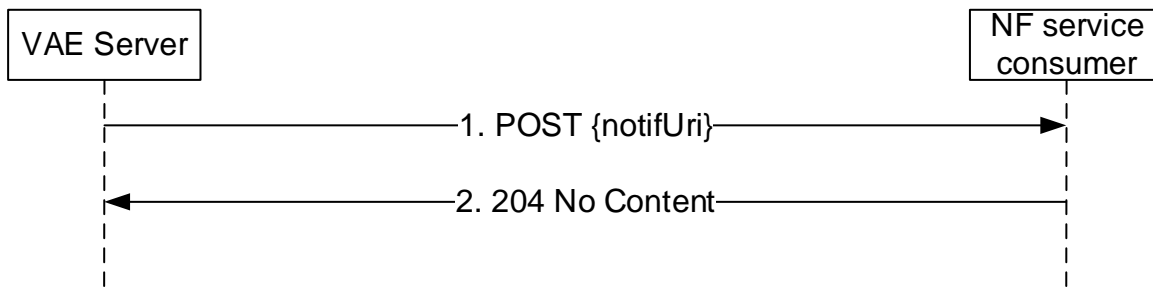 VAE Server
NF service
consumer
1. POST {notifUri}
2. 204 No Content